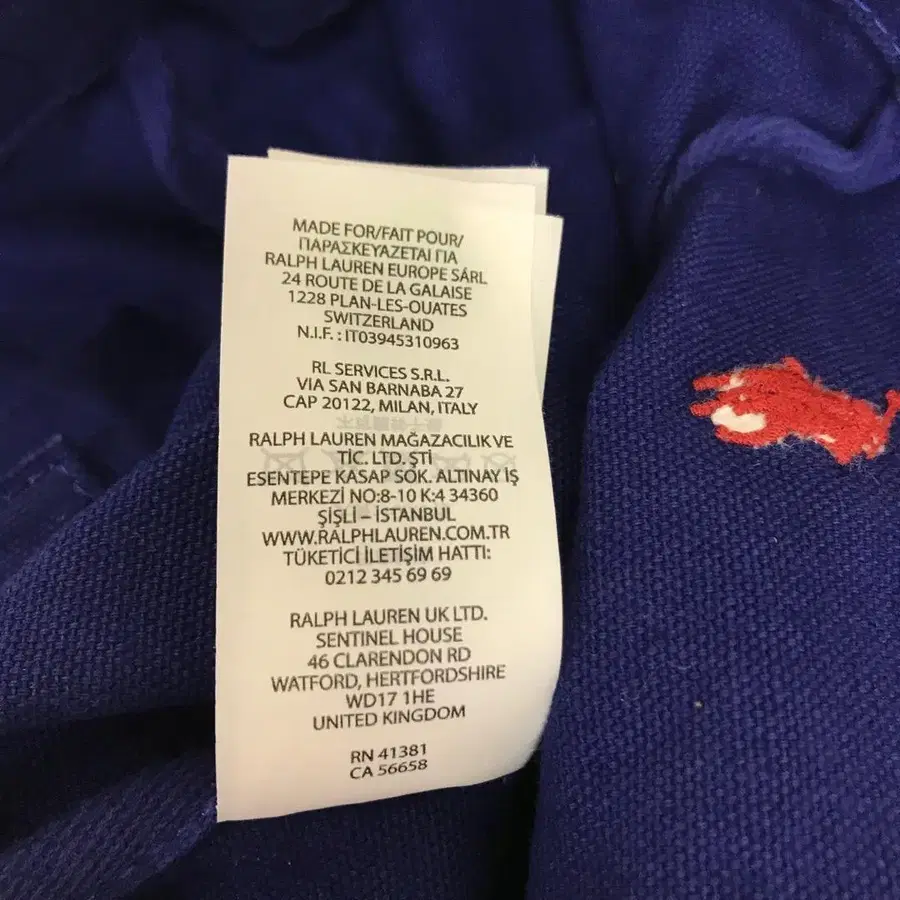 MADE FOR/FAIT POUR/
ΠΑΡΑΣΚΕΥΑΖΕΤΑΙ ΓΙΑ
RALPH LAUREN EUROPE SÁRL
24 ROUTE DE LA GALAISE
1228 PLAN-LES-OUATES
SWITZERLAND
N.I.F. : IT03945310963
RL SERVICES S.R.L.
VIA SAN BARNABA 27
CAP 20122, MILAN, ITALY
RALPH LAUREN MAĞAZACILIK VE
TİC. LTD. ŞTİ
ESENTEPE KASAP SOK. ALTINAY İŞ
MERKEZİ NO:8-10 K:4 34360
ŞİŞLİ – İSTANBUL
WWW.RALPHLAUREN.COM.TR
TÜKETİCİ İLETİŞİM HATTI:
0212 345 69 69
RALPH LAUREN UK LTD.
SENTINEL HOUSE
46 CLARENDON RD
WATFORD, HERTFORDSHIRE
WD17 1HE
UNITED KINGDOM
RN 41381
CA 56658